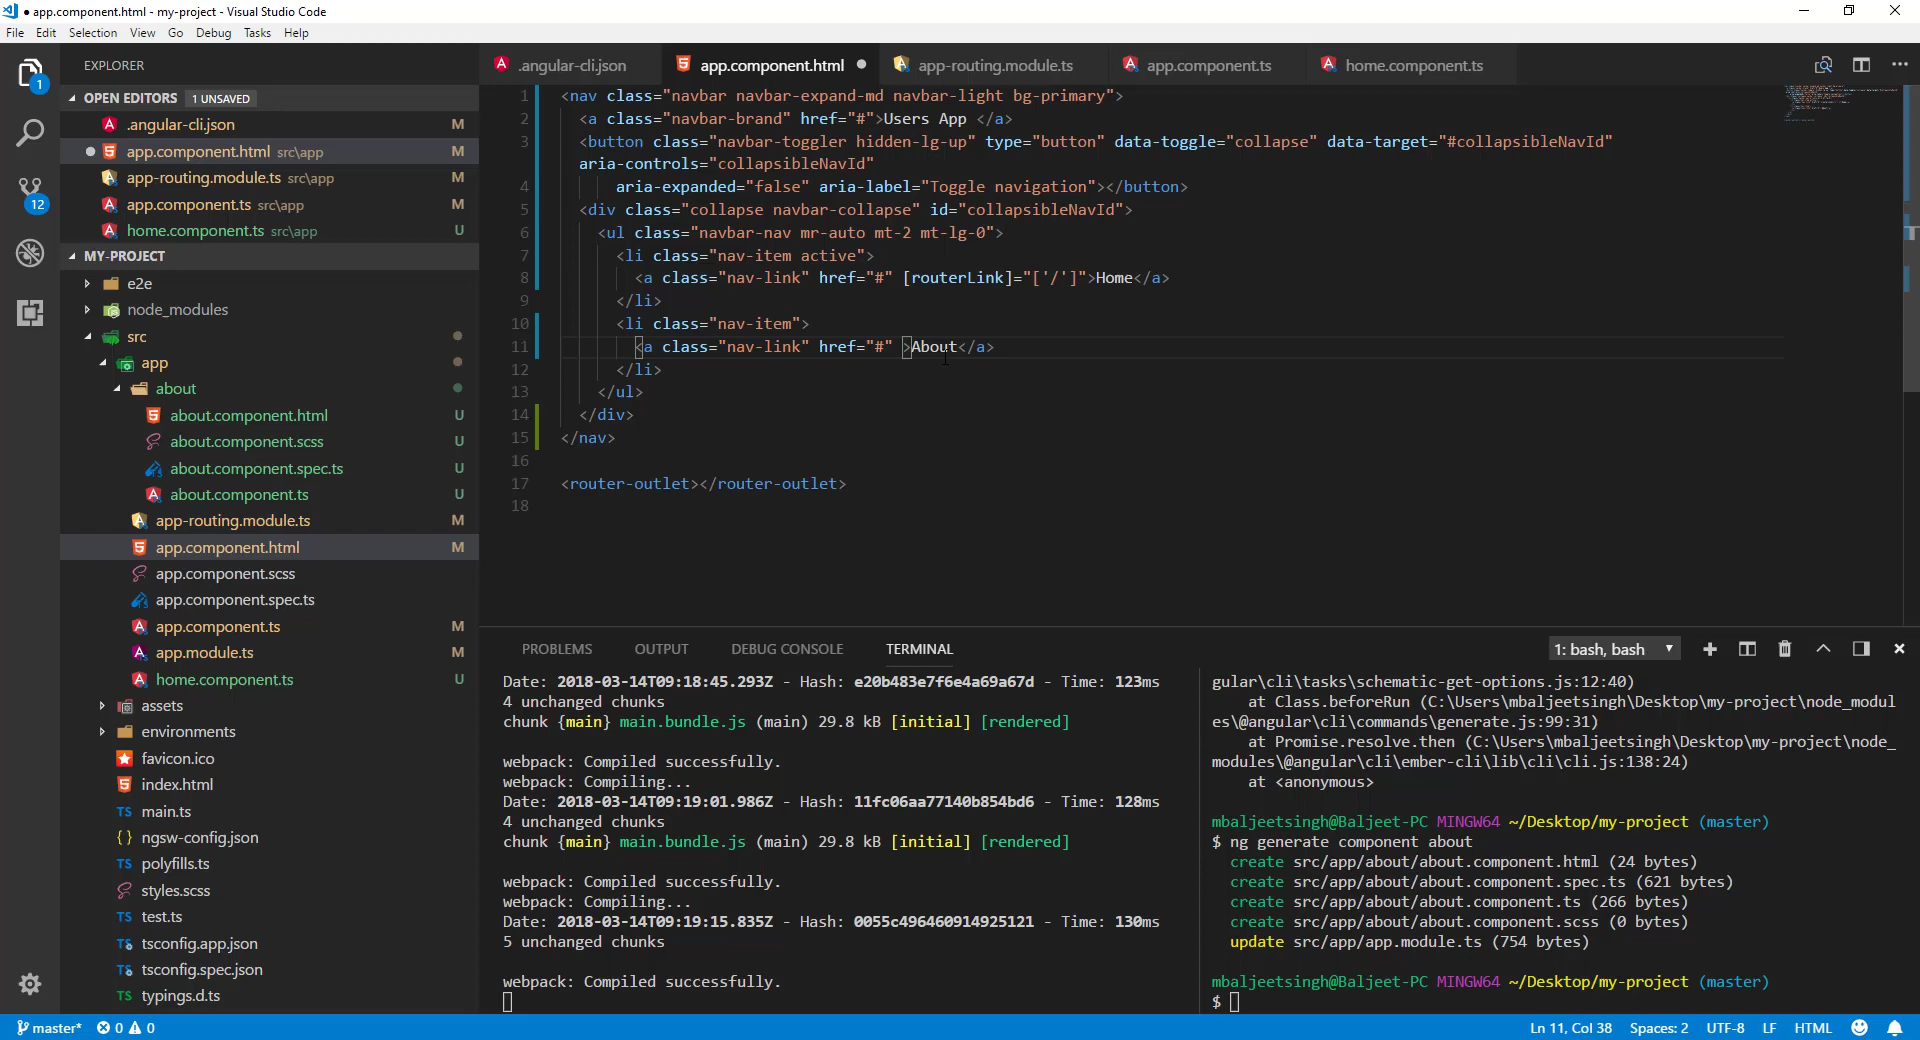 ● app.component.html - my-project - Visual Studio Code
File Edit Selection View Go Debug Tasks Help
EXPLORER
OPEN EDITORS 1 UNSAVED
.angular-cli.json M
app.component.html src\app M
app-routing.module.ts src\app M
app.component.ts src\app M
home.component.ts src\app U
MY-PROJECT
e2e
node_modules
src
app
about
about.component.html U
about.component.scss U
about.component.spec.ts U
about.component.ts U
app-routing.module.ts M
app.component.html M
app.component.scss
app.component.spec.ts
app.component.ts M
app.module.ts M
home.component.ts U
assets
environments
favicon.ico
index.html
main.ts
ngsw-config.json
polyfills.ts
styles.scss
test.ts
tsconfig.app.json
tsconfig.spec.json
typings.d.ts
1
12
.angular-cli.json app.component.html app-routing.module.ts app.component.ts home.component.ts
1 <nav class="navbar navbar-expand-md navbar-light bg-primary">
2 <a class="navbar-brand" href="#">Users App </a>
3 <button class="navbar-toggler hidden-lg-up" type="button" data-toggle="collapse" data-target="#collapsibleNavId"
aria-controls="collapsibleNavId"
4 aria-expanded="false" aria-label="Toggle navigation"></button>
5 <div class="collapse navbar-collapse" id="collapsibleNavId">
6 <ul class="navbar-nav mr-auto mt-2 mt-lg-0">
7 <li class="nav-item active">
8 <a class="nav-link" href="#" [routerLink]="['/']">Home</a>
9 </li>
10 <li class="nav-item">
11 <a class="nav-link" href="#" >About</a>
12 </li>
13 </ul>
14 </div>
15 </nav>
16
17 <router-outlet></router-outlet>
18
PROBLEMS OUTPUT DEBUG CONSOLE TERMINAL 1: bash, bash
Date: 2018-03-14T09:18:45.293Z - Hash: e20b483e7f6e4a69a67d - Time: 123ms
4 unchanged chunks
chunk {main} main.bundle.js (main) 29.8 kB [initial] [rendered]
webpack: Compiled successfully.
webpack: Compiling...
Date: 2018-03-14T09:19:01.986Z - Hash: 11fc06aa77140b854bd6 - Time: 128ms
4 unchanged chunks
chunk {main} main.bundle.js (main) 29.8 kB [initial] [rendered]
webpack: Compiled successfully.
webpack: Compiling...
Date: 2018-03-14T09:19:15.835Z - Hash: 0055c496460914925121 - Time: 130ms
5 unchanged chunks
webpack: Compiled successfully.
gular\cli\tasks\schematic-get-options.js:12:40)
at Class.beforeRun (C:\Users\mbaljeetsingh\Desktop\my-project\node_modul
es\@angular\cli\commands\generate.js:99:31)
at Promise.resolve.then (C:\Users\mbaljeetsingh\Desktop\my-project\node_
modules\@angular\cli\ember-cli\lib\cli\cli.js:138:24)
at <anonymous>
mbaljeetsingh@Baljeet-PC MINGW64 ~/Desktop/my-project (master)
$ ng generate component about
create src/app/about/about.component.html (24 bytes)
create src/app/about/about.component.spec.ts (621 bytes)
create src/app/about/about.component.ts (266 bytes)
create src/app/about/about.component.scss (0 bytes)
update src/app/app.module.ts (754 bytes)
mbaljeetsingh@Baljeet-PC MINGW64 ~/Desktop/my-project (master)
$
master* 0 0 Ln 11, Col 38 Spaces: 2 UTF-8 LF HTML